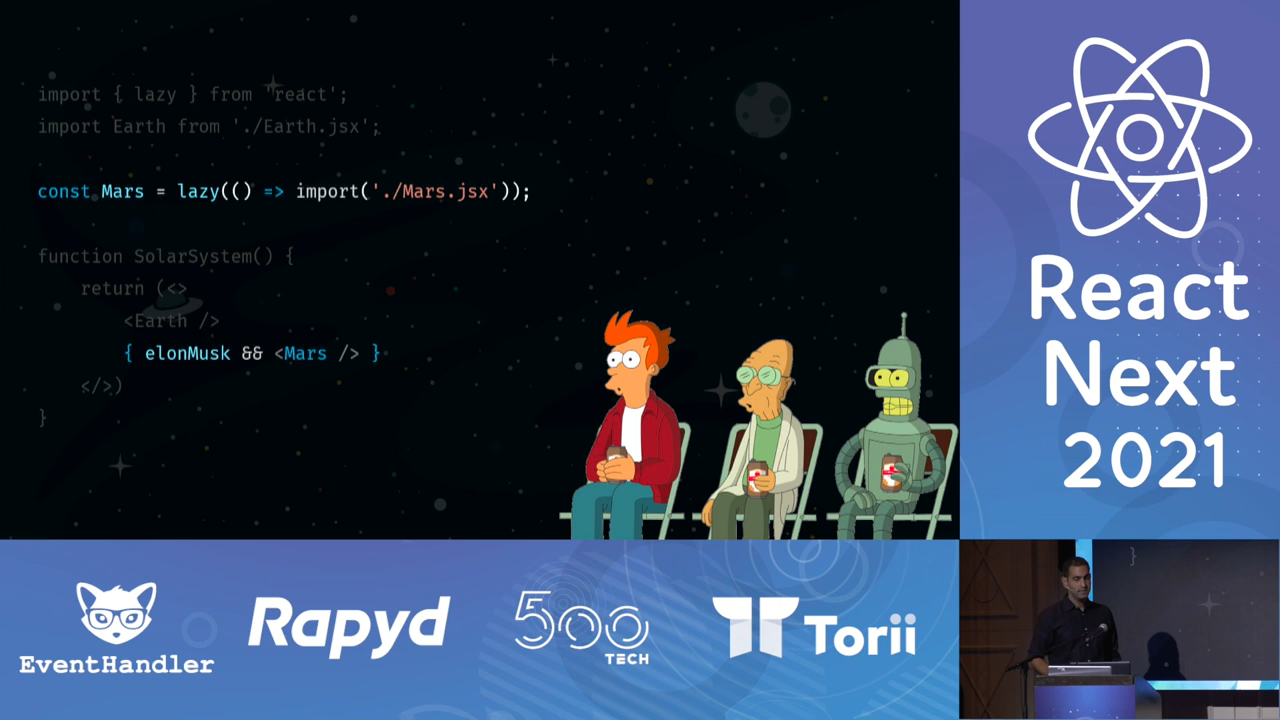 import { lazy } from 'react';
import Earth from './Earth.jsx';
const Mars = lazy(() => import('./Mars.jsx'));
function SolarSystem() {
return (<>
<Earth />
{ elonMusk && <Mars /> }
</>)
}
React
Next
2021
EventHandler
Rapyd
500
TECH
Torii
}